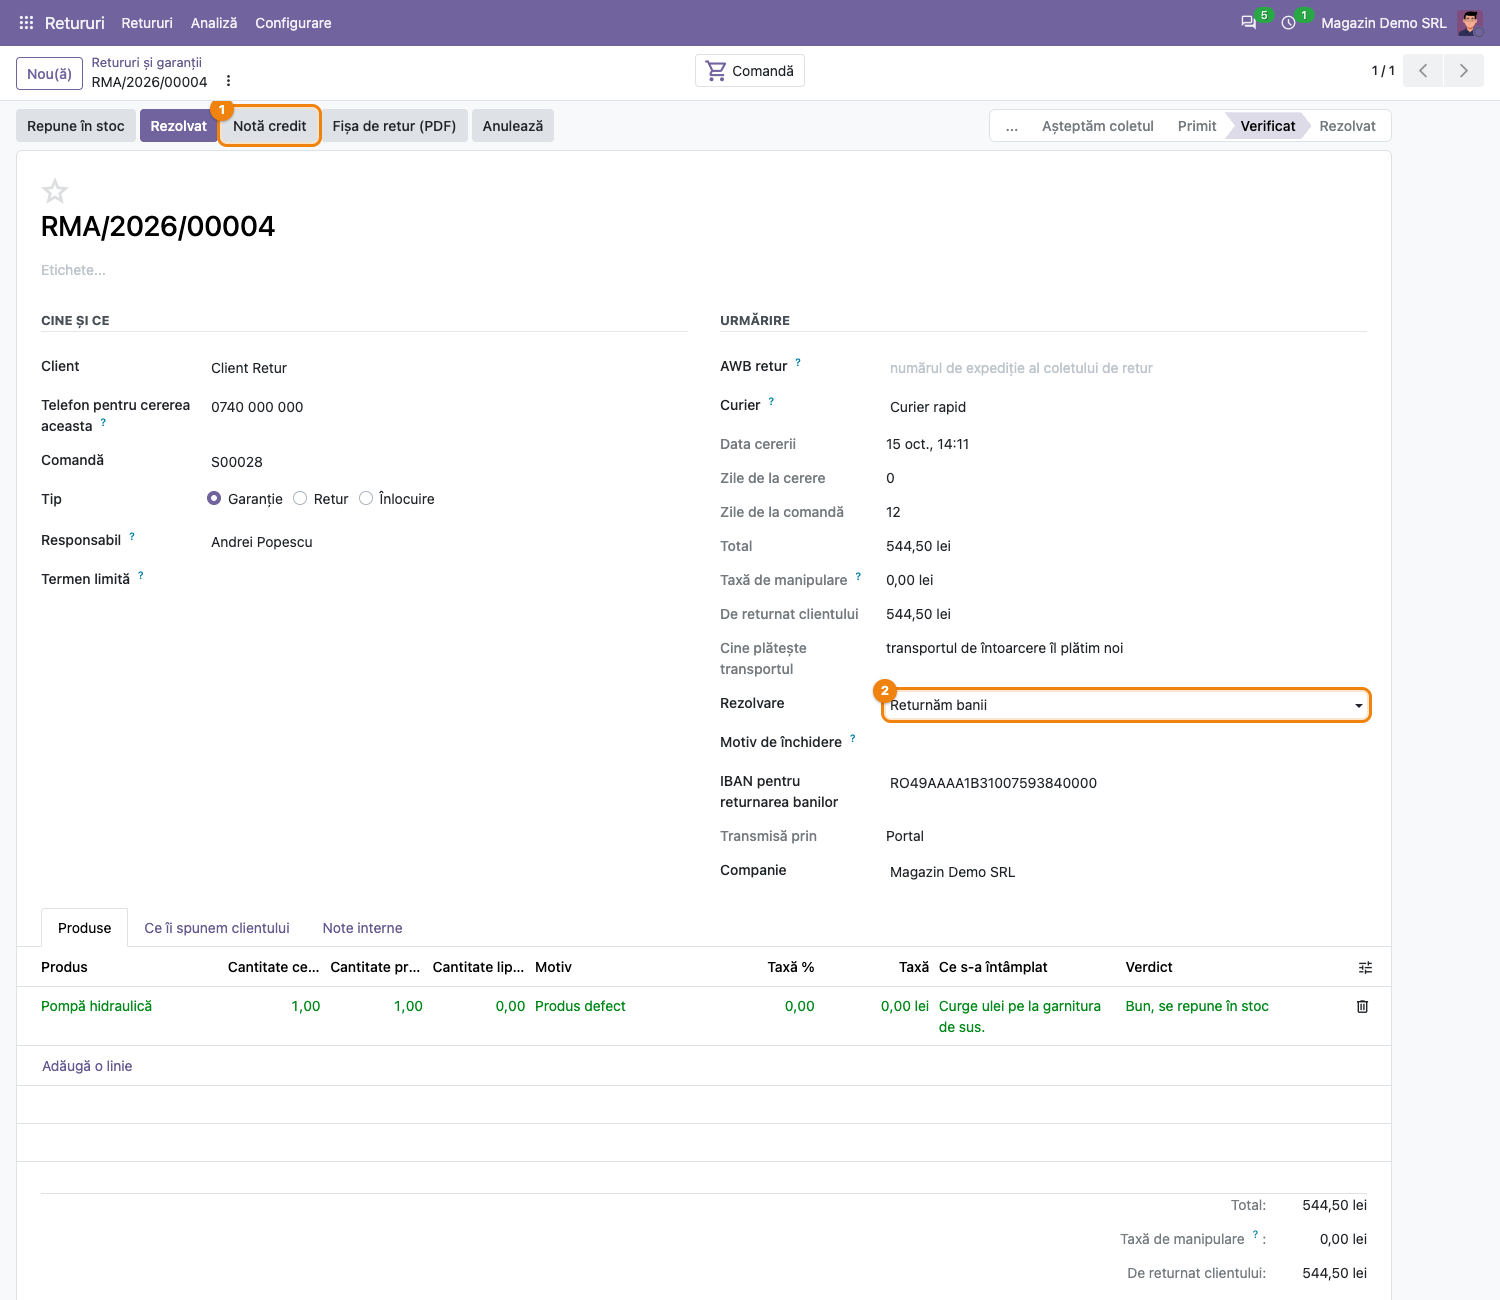 Retururi Retururi Analiză Configurare 5 1 Magazin Demo SRL
Nou(ă) Retururi și garanții
RMA/2026/00004
Comandă
1 / 1
Repune în stoc Rezolvat 1 Notă credit Fișa de retur (PDF) Anulează
... Așteptăm coletul Primit Verificat Rezolvat
RMA/2026/00004
Etichete...
CINE ȘI CE
Client Client Retur
Telefon pentru cererea aceasta ? 0740 000 000
Comandă S00028
Tip Garanție Retur Înlocuire
Responsabil ? Andrei Popescu
Termen limită ?
URMĂRIRE
AWB retur ? numărul de expediție al coletului de retur
Curier ? Curier rapid
Data cererii 15 oct., 14:11
Zile de la cerere 0
Zile de la comandă 12
Total 544,50 lei
Taxă de manipulare ? 0,00 lei
De returnat clientului 544,50 lei
Cine plătește transportul transportul de întoarcere îl plătim noi
Rezolvare 2 Returnăm banii
Motiv de închidere ?
IBAN pentru returnarea banilor RO49AAAA1B31007593840000
Transmisă prin Portal
Companie Magazin Demo SRL
Produse Ce îi spunem clientului Note interne
Produs Cantitate ce... Cantitate pr... Cantitate lip... Motiv Taxă % Taxă Ce s-a întâmplat Verdict
Pompă hidraulică 1,00 1,00 0,00 Produs defect 0,00 0,00 lei Curge ulei pe la garnitura de sus. Bun, se repune în stoc
Adăugă o linie
Total: 544,50 lei
Taxă de manipulare ? : 0,00 lei
De returnat clientului: 544,50 lei